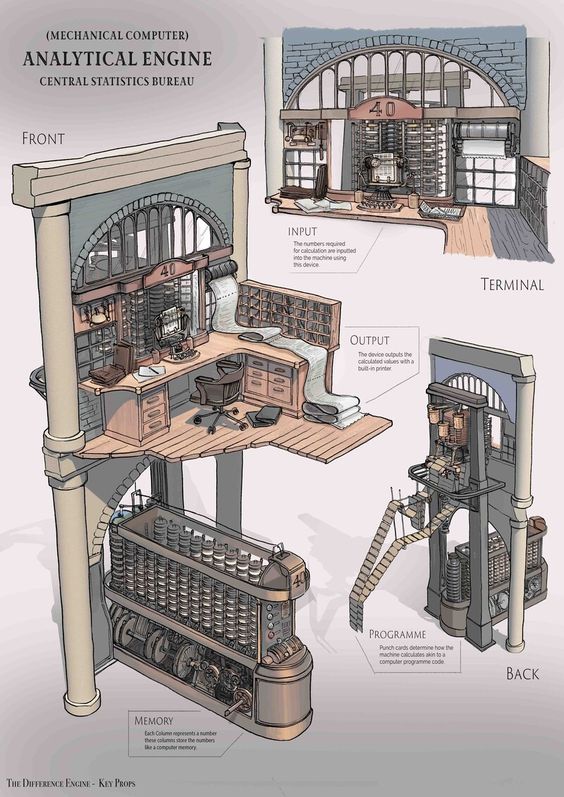 (MECHANICAL COMPUTER)
ANALYTICAL ENGINE
CENTRAL STATISTICS BUREAU
FRONT
40
INPUT
The numbers required
for calculation are inputted
into the machine using
this device.
TERMINAL
40
OUTPUT
The device outputs the
calculated values with a
built-in printer.
40
PROGRAMME
Punch cards determine how the
machine calculates akin to a
computer programme code.
BACK
MEMORY
Each Column represents a number
these columns store the numbers
like a computer memory.
THE DIFFERENCE ENGINE - KEY PROPS